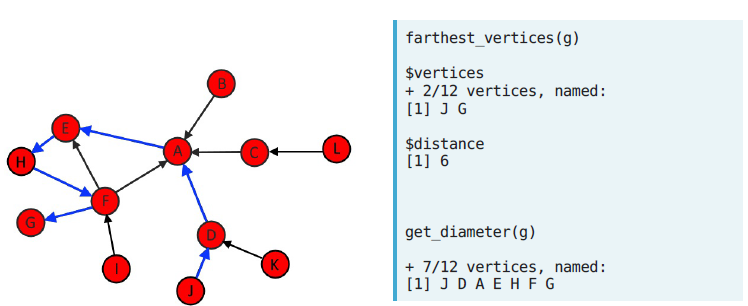 B
E
A
C
L
H
F
G
D
I
K
J
farthest_vertices(g)
$vertices
+ 2/12 vertices, named:
[1] J G
$distance
[1] 6
get_diameter(g)
+ 7/12 vertices, named:
[1] J D A E H F G